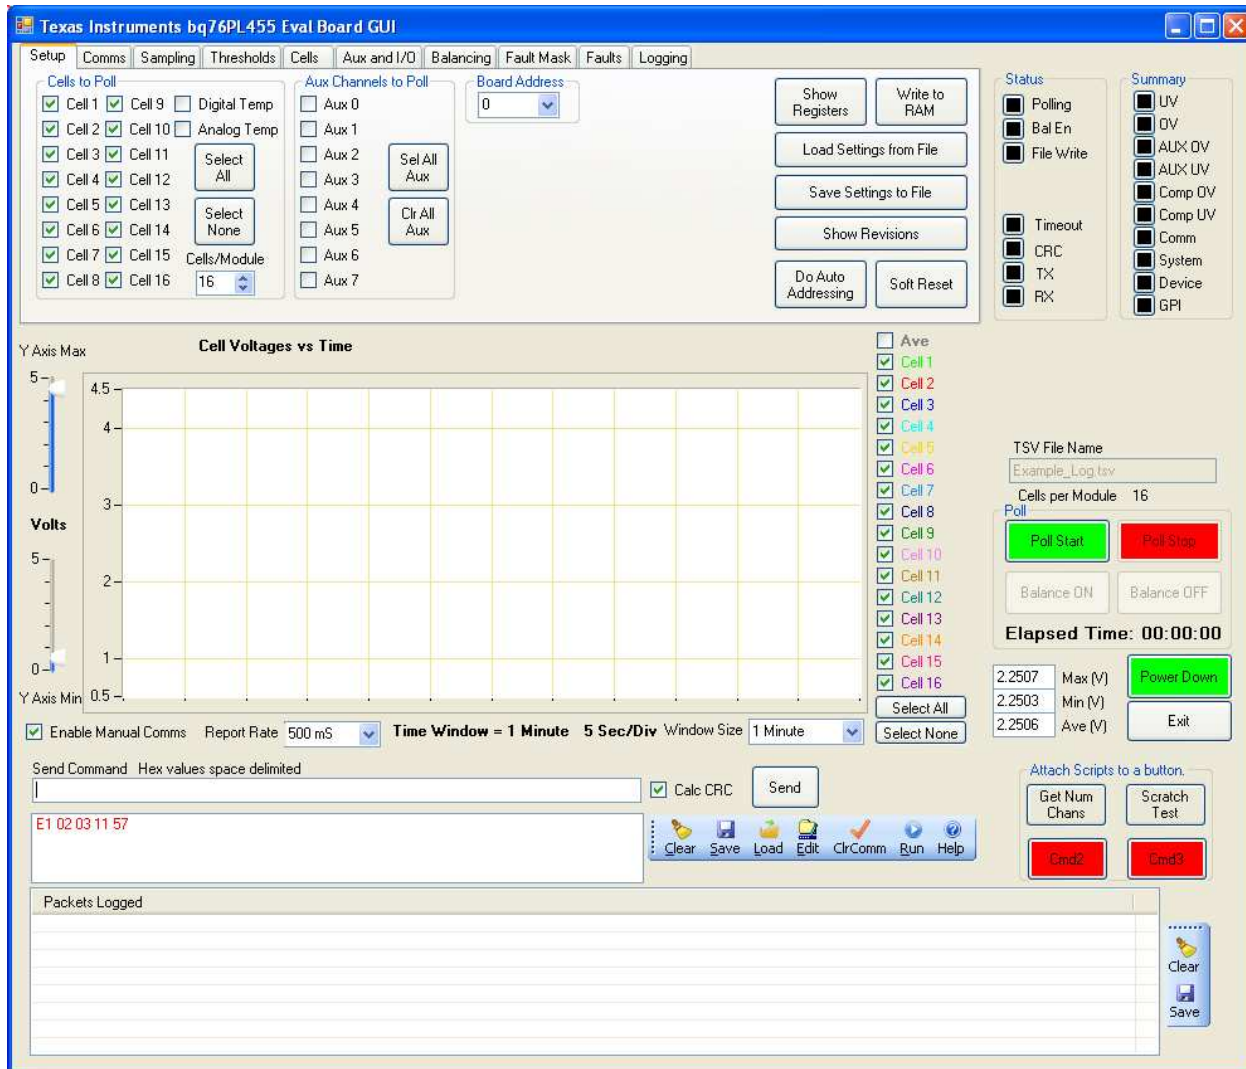 Texas Instruments bq76PL455 Eval Board GUI
Setup Comms Sampling Thresholds Cells Aux and I/O Balancing Fault Mask Faults Logging
Cells to Poll
Cell 1 Cell 9 Digital Temp
Cell 2 Cell 10 Analog Temp
Cell 3 Cell 11
Cell 4 Cell 12
Cell 5 Cell 13
Cell 6 Cell 14
Cell 7 Cell 15
Cell 8 Cell 16
Select All
Select None
Cells/Module
16
Aux Channels to Poll
Aux 0
Aux 1
Aux 2
Aux 3
Aux 4
Aux 5
Aux 6
Aux 7
Sel All Aux
Clr All Aux
Board Address
0
Show Registers
Write to RAM
Load Settings from File
Save Settings to File
Show Revisions
Do Auto Addressing
Soft Reset
Status
Polling
Bal En
File Write
Timeout
CRC
TX
RX
Summary
UV
OV
AUX OV
AUX UV
Comp OV
Comp UV
Comm
System
Device
GPI
Y Axis Max
Cell Voltages vs Time
5
0
Volts
5
0
Y Axis Min
4.5
4
3
2
1
0.5
Ave
Cell 1
Cell 2
Cell 3
Cell 4
Cell 5
Cell 6
Cell 7
Cell 8
Cell 9
Cell 10
Cell 11
Cell 12
Cell 13
Cell 14
Cell 15
Cell 16
Select All
Select None
TSV File Name
Example_Log.tsv
Cells per Module 16
Poll
Poll Start Poll Stop
Balance ON Balance OFF
Elapsed Time: 00:00:00
2.2507 Max (V)
2.2503 Min (V)
2.2506 Ave (V)
Power Down
Exit
Enable Manual Comms Report Rate 500 mS Time Window = 1 Minute 5 Sec/Div Window Size 1 Minute
Send Command Hex values space delimited
Calc CRC Send
E1 02 03 11 57
Clear Save Load Edit ClrComm Run Help
Attach Scripts to a button.
Get Num Chans
Scratch Test
Cmd2 Cmd3
Packets Logged
Clear
Save